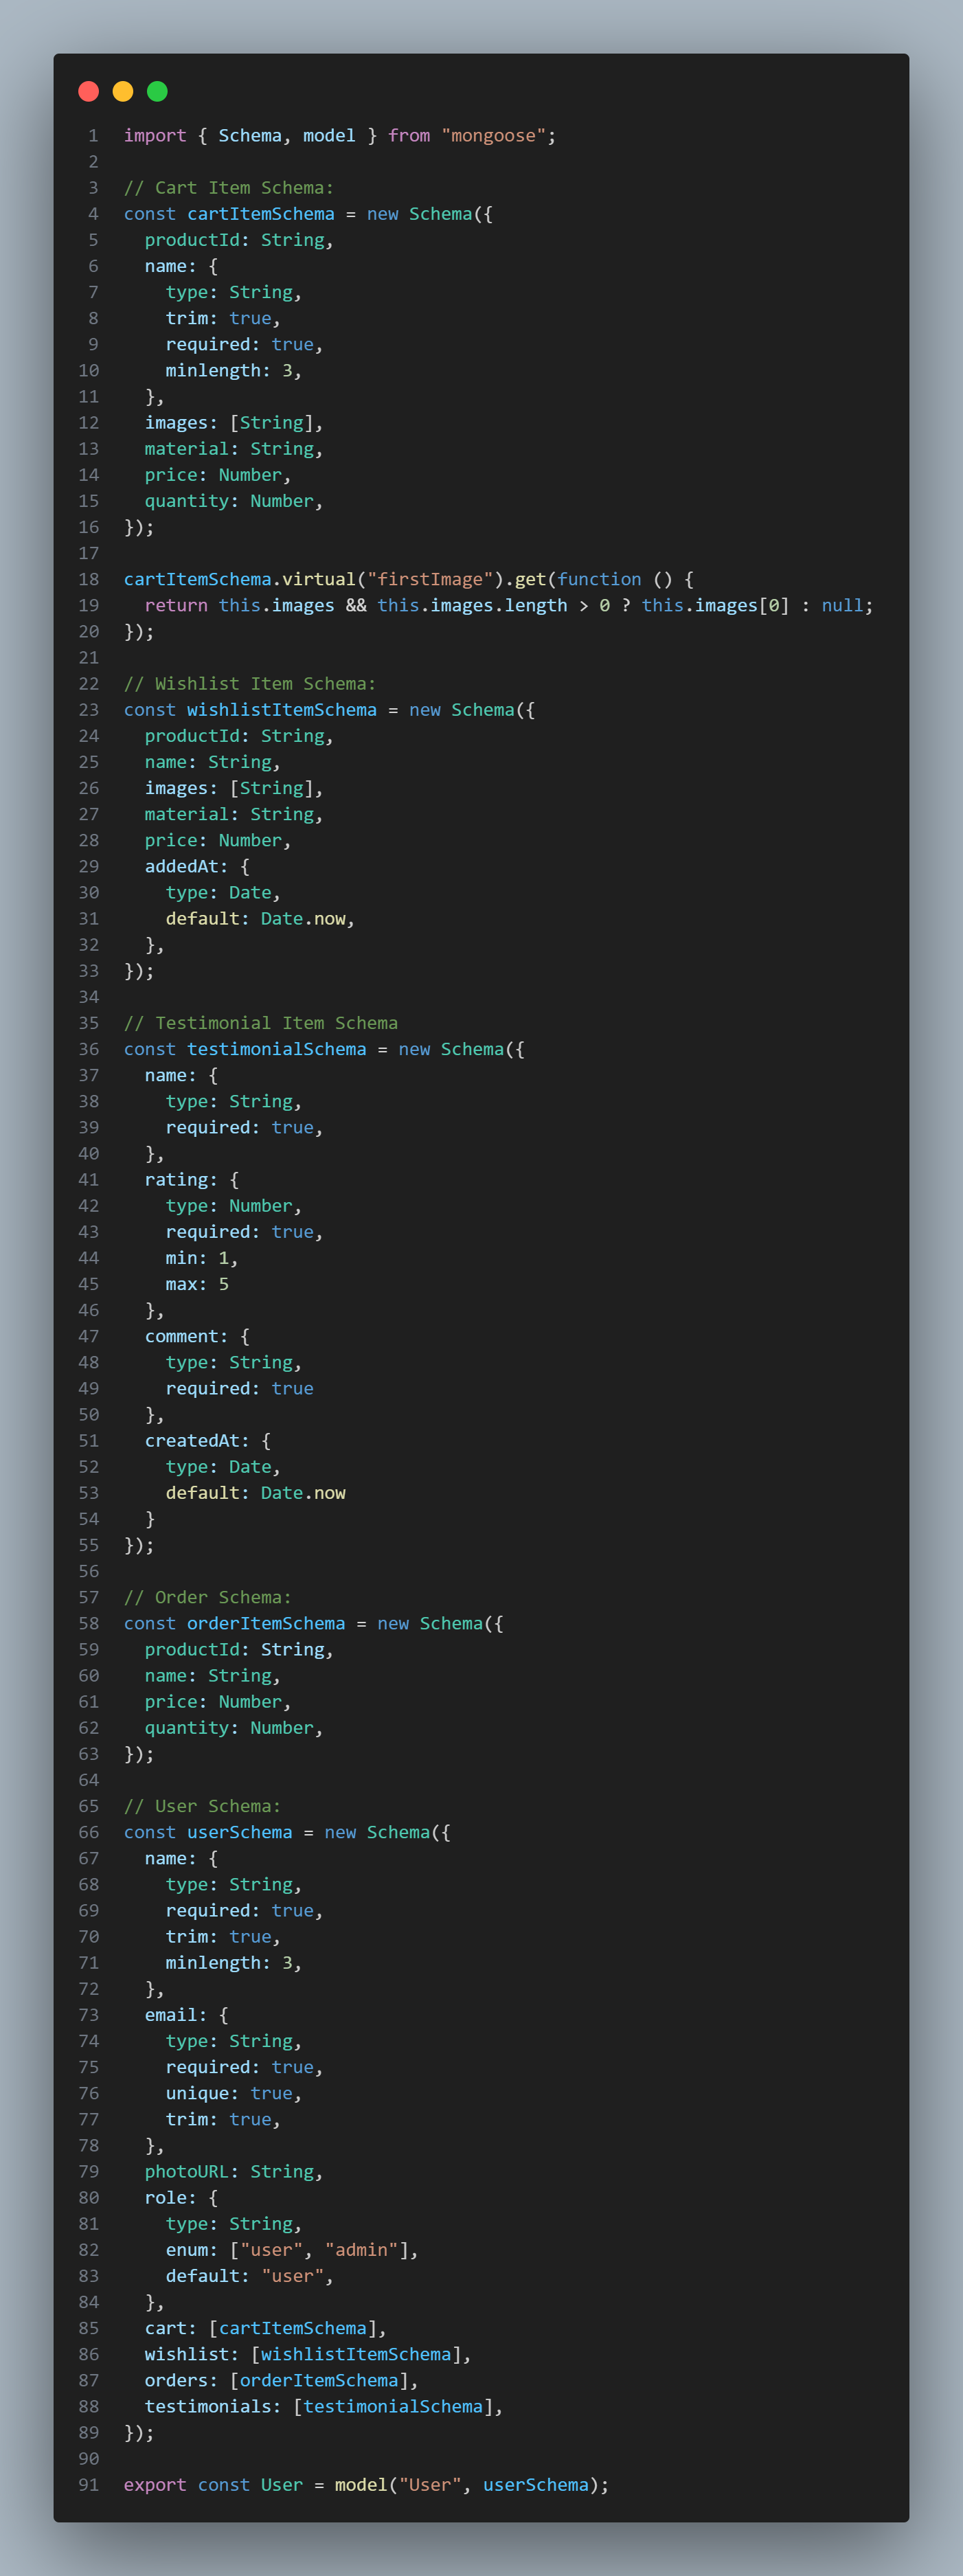 1 import { Schema, model } from "mongoose";
2
3 // Cart Item Schema:
4 const cartItemSchema = new Schema({
5   productId: String,
6   name: {
7     type: String,
8     trim: true,
9     required: true,
10     minlength: 3,
11   },
12   images: [String],
13   material: String,
14   price: Number,
15   quantity: Number,
16 });
17
18 cartItemSchema.virtual("firstImage").get(function () {
19   return this.images && this.images.length > 0 ? this.images[0] : null;
20 });
21
22 // Wishlist Item Schema:
23 const wishlistItemSchema = new Schema({
24   productId: String,
25   name: String,
26   images: [String],
27   material: String,
28   price: Number,
29   addedAt: {
30     type: Date,
31     default: Date.now,
32   },
33 });
34
35 // Testimonial Item Schema
36 const testimonialSchema = new Schema({
37   name: {
38     type: String,
39     required: true,
40   },
41   rating: {
42     type: Number,
43     required: true,
44     min: 1,
45     max: 5
46   },
47   comment: {
48     type: String,
49     required: true
50   },
51   createdAt: {
52     type: Date,
53     default: Date.now
54   }
55 });
56
57 // Order Schema:
58 const orderItemSchema = new Schema({
59   productId: String,
60   name: String,
61   price: Number,
62   quantity: Number,
63 });
64
65 // User Schema:
66 const userSchema = new Schema({
67   name: {
68     type: String,
69     required: true,
70     trim: true,
71     minlength: 3,
72   },
73   email: {
74     type: String,
75     required: true,
76     unique: true,
77     trim: true,
78   },
79   photoURL: String,
80   role: {
81     type: String,
82     enum: ["user", "admin"],
83     default: "user",
84   },
85   cart: [cartItemSchema],
86   wishlist: [wishlistItemSchema],
87   orders: [orderItemSchema],
88   testimonials: [testimonialSchema],
89 });
90
91 export const User = model("User", userSchema);